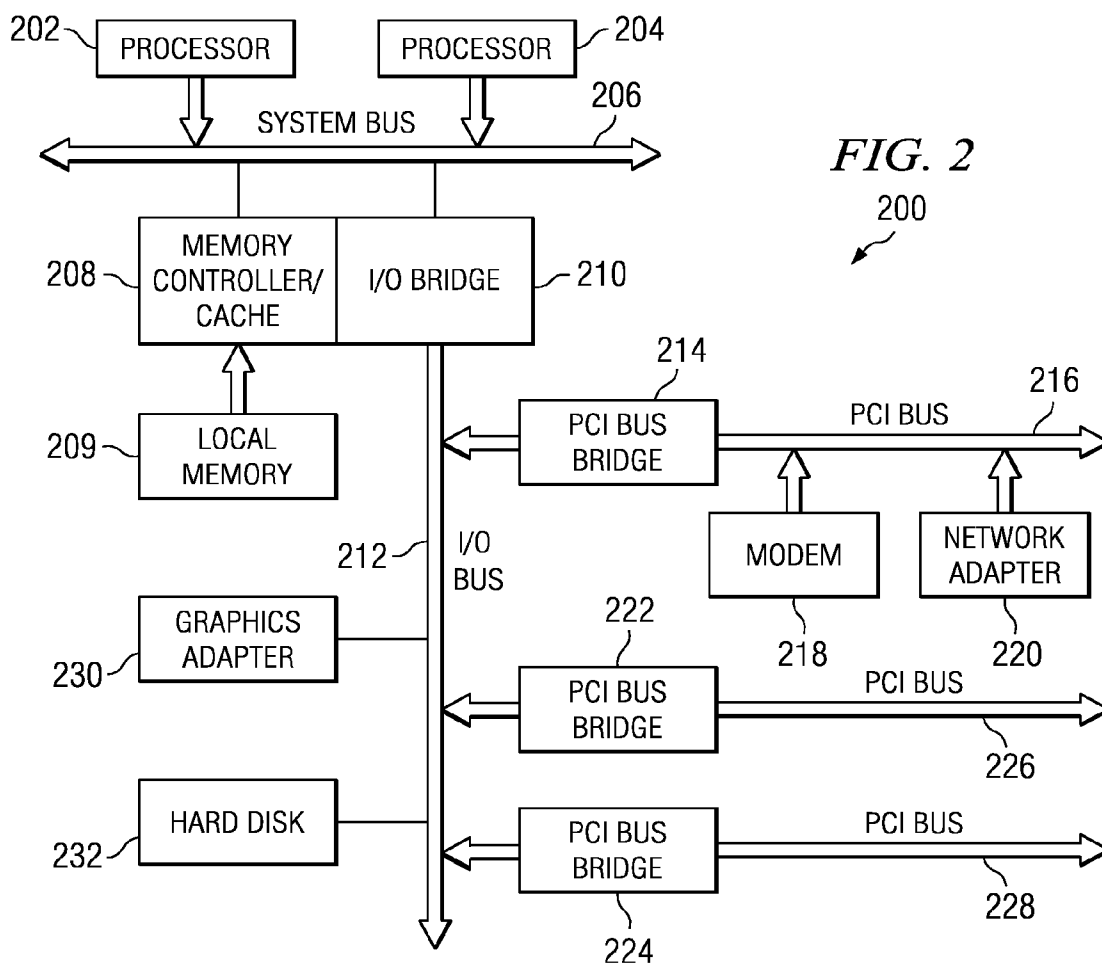 202
PROCESSOR
PROCESSOR
204
SYSTEM BUS
206
FIG. 2
200
208
MEMORY
CONTROLLER/
CACHE
I/O BRIDGE
210
209
LOCAL
MEMORY
214
PCI BUS
BRIDGE
PCI BUS
216
212
I/O
BUS
MODEM
218
NETWORK
ADAPTER
220
GRAPHICS
ADAPTER
230
222
PCI BUS
BRIDGE
PCI BUS
226
HARD DISK
232
PCI BUS
BRIDGE
224
PCI BUS
228